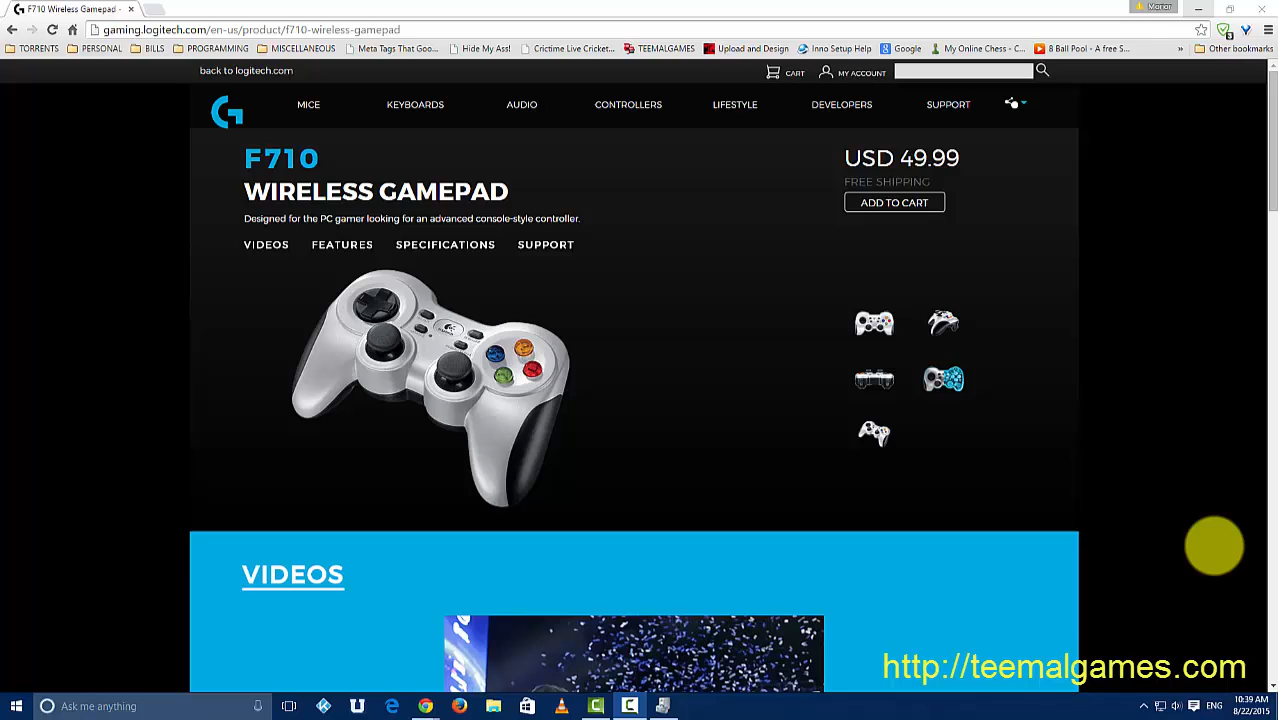 F710 Wireless Gamepad -
Marior
gaming.logitech.com/en-us/product/f710-wireless-gamepad
TORRENTS PERSONAL BILLS PROGRAMMING MISCELLANEOUS Meta Tags That Goo... Hide My Ass! Crictime Live Cricket... TEEMALGAMES Upload and Design Inno Setup Help Google My Online Chess - C... 8 Ball Pool - A free S... » Other bookmarks
back to logitech.com
CART MY ACCOUNT
MICE KEYBOARDS AUDIO CONTROLLERS LIFESTYLE DEVELOPERS SUPPORT
F710
WIRELESS GAMEPAD
Designed for the PC gamer looking for an advanced console-style controller.
USD 49.99
FREE SHIPPING
ADD TO CART
VIDEOS FEATURES SPECIFICATIONS SUPPORT
VIDEOS
http://teemalgames.com
Ask me anything
ENG
10:39 AM
8/22/2015